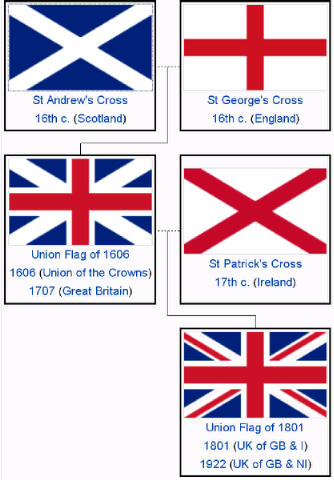 St Andrew's Cross
16th c. (Scotland)
St George's Cross
16th c. (England)
Union Flag of 1606
1606 (Union of the Crowns)
1707 (Great Britain)
St Patrick's Cross
17th c. (Ireland)
Union Flag of 1801
1801 (UK of GB & I)
1922 (UK of GB & NI)